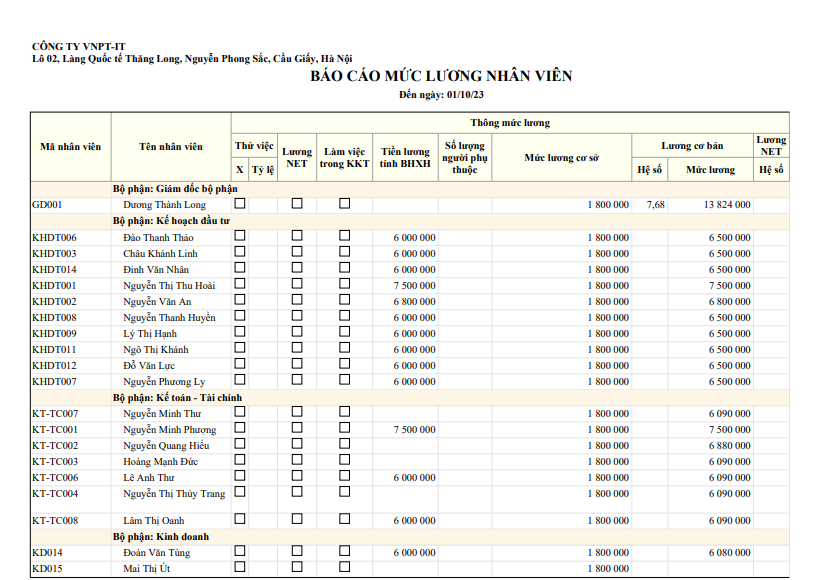 CÔNG TY VNPT-IT
Lô 02, Làng Quốc tế Thăng Long, Nguyễn Phong Sắc, Cầu Giấy, Hà Nội
BÁO CÁO MỨC LƯƠNG NHÂN VIÊN
Đến ngày: 01/10/23
Mã nhân viên Tên nhân viên Thông mức lương
Thử việc Lương NET Làm việc trong KKT Tiền lương tính BHXH Số lượng người phụ thuộc Mức lương cơ sở Lương cơ bản Lương NET
X Tỷ lệ Hệ số Mức lương Hệ số
Bộ phận: Giám đốc bộ phận
GD001 Dương Thành Long 1 800 000 7,68 13 824 000
Bộ phận: Kế hoạch đầu tư
KHDT006 Đào Thanh Thảo 6 000 000 1 800 000 6 500 000
KHDT003 Châu Khánh Linh 6 000 000 1 800 000 6 500 000
KHDT014 Đinh Văn Nhân 6 000 000 1 800 000 6 500 000
KHDT001 Nguyễn Thị Thu Hoài 7 500 000 1 800 000 7 500 000
KHDT002 Nguyễn Văn An 6 800 000 1 800 000 6 800 000
KHDT008 Nguyễn Thanh Huyền 6 000 000 1 800 000 6 500 000
KHDT009 Lý Thị Hạnh 6 000 000 1 800 000 6 500 000
KHDT011 Ngô Thị Khánh 6 000 000 1 800 000 6 500 000
KHDT012 Đỗ Văn Lực 6 000 000 1 800 000 6 500 000
KHDT007 Nguyễn Phương Ly 6 000 000 1 800 000 6 500 000
Bộ phận: Kế toán - Tài chính
KT-TC007 Nguyễn Minh Thư 1 800 000 6 090 000
KT-TC001 Nguyễn Minh Phượng 7 500 000 1 800 000 7 500 000
KT-TC002 Nguyễn Quang Hiếu 1 800 000 6 880 000
KT-TC003 Hoàng Mạnh Đức 1 800 000 6 090 000
KT-TC006 Lê Anh Thư 6 000 000 1 800 000 6 090 000
KT-TC004 Nguyễn Thị Thùy Trang 1 800 000 6 090 000
KT-TC008 Lâm Thị Oanh 6 000 000 1 800 000 6 090 000
Bộ phận: Kinh doanh
KD014 Đoàn Văn Tùng 6 000 000 1 800 000 6 080 000
KD015 Mai Thị Út 1 800 000